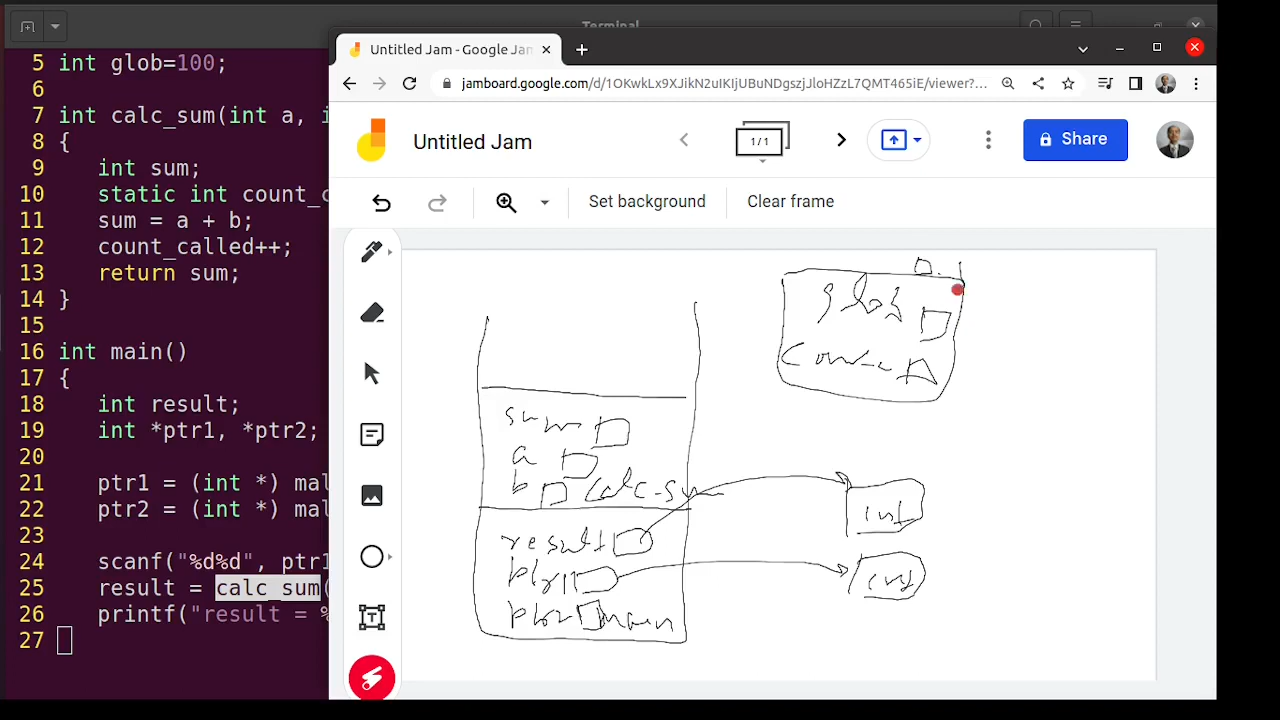 Terminal
5 int glob=100;
6
7 int calc_sum(int a, i
8 {
9 int sum;
10 static int count_c
11 sum = a + b;
12 count_called++;
13 return sum;
14 }
15
16 int main()
17 {
18 int result;
19 int *ptr1, *ptr2;
20
21 ptr1 = (int *) mal
22 ptr2 = (int *) mal
23
24 scanf("%d%d", ptr1
25 result = calc_sum(
26 printf("result = %
27
Untitled Jam - Google Jan
jamboard.google.com/d/1OKwkLx9XJikN2uIKIjUBuNDgszjJloHZzL7QMT465iE/viewer?...
Untitled Jam
1/1
Share
Set background
Clear frame
glob
sum
a
b calc-sum
int
result
ptr1
int
ptr2 main